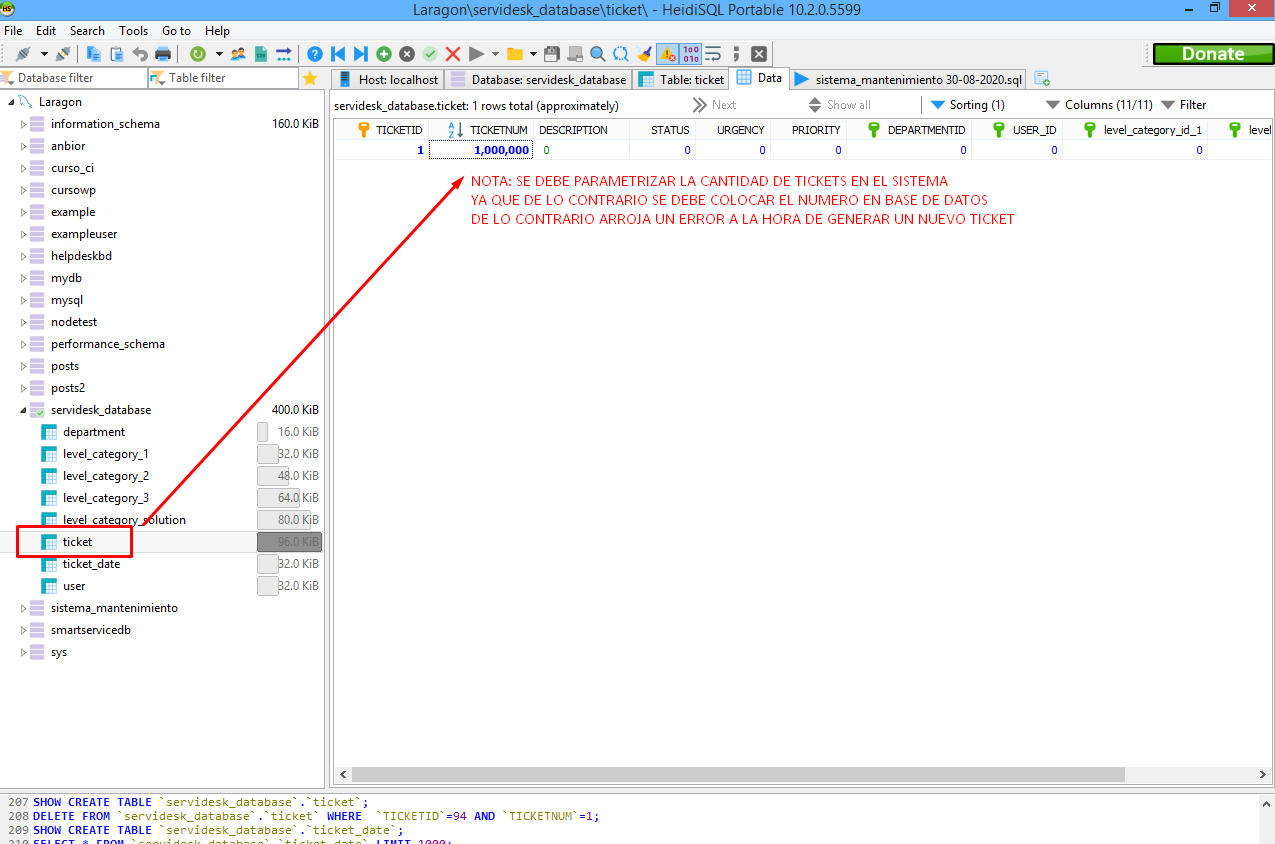 HS
Laragon\servidesk_database\ticket\ - HeidiSQL Portable 10.2.0.5599
File Edit Search Tools Go to Help
Donate
Database filter
Table filter
Host: localhost
Database: servidesk_database
Table: ticket
Data
sistema_mantenimiento 30-08-2020.sql
servidesk_database.ticket: 1 rows total (approximately)
Next
Show all
Sorting (1)
Columns (11/11)
Filter
TICKETID TICKETNUM DESCRIPTION STATUS URGENCY PRIORITY DEPARTMENTID USER_ID level_category_id_1 level
1 1,000,000 0 0 0 0 0 0 0
NOTA: SE DEBE PARAMETRIZAR LA CANTIDAD DE TICKETS EN EL SISTEMA
YA QUE DE LO CONTRARIO SE DEBE COLOCAR EL NUMERO EN BASE DE DATOS
DE LO CONTRARIO ARROJA UN ERROR A LA HORA DE GENERAR UN NUEVO TICKET
Laragon
information_schema 160.0 KiB
anbior
curso_ci
cursowp
example
exampleuser
helpdeskbd
mydb
mysql
nodetest
performance_schema
posts
posts2
servidesk_database 400.0 KiB
department 16.0 KiB
level_category_1 32.0 KiB
level_category_2 48.0 KiB
level_category_3 64.0 KiB
level_category_solution 80.0 KiB
ticket 96.0 KiB
ticket_date 32.0 KiB
user 32.0 KiB
sistema_mantenimiento
smartservicedb
sys
207 SHOW CREATE TABLE `servidesk_database`.`ticket`;
208 DELETE FROM `servidesk_database`.`ticket` WHERE  `TICKETID`=94 AND `TICKETNUM`=1;
209 SHOW CREATE TABLE `servidesk_database`.`ticket_date`;
210 SELECT * FROM `servidesk_database`.`ticket_date` LIMIT 1000;